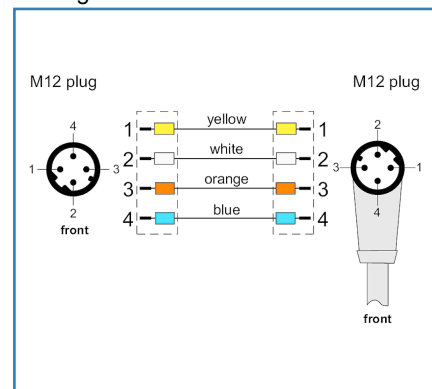 M12 plug
M12 plug
4
1
3
2
front
1 yellow 1
2 white 2
3 orange 3
4 blue 4
2
3
1
4
front